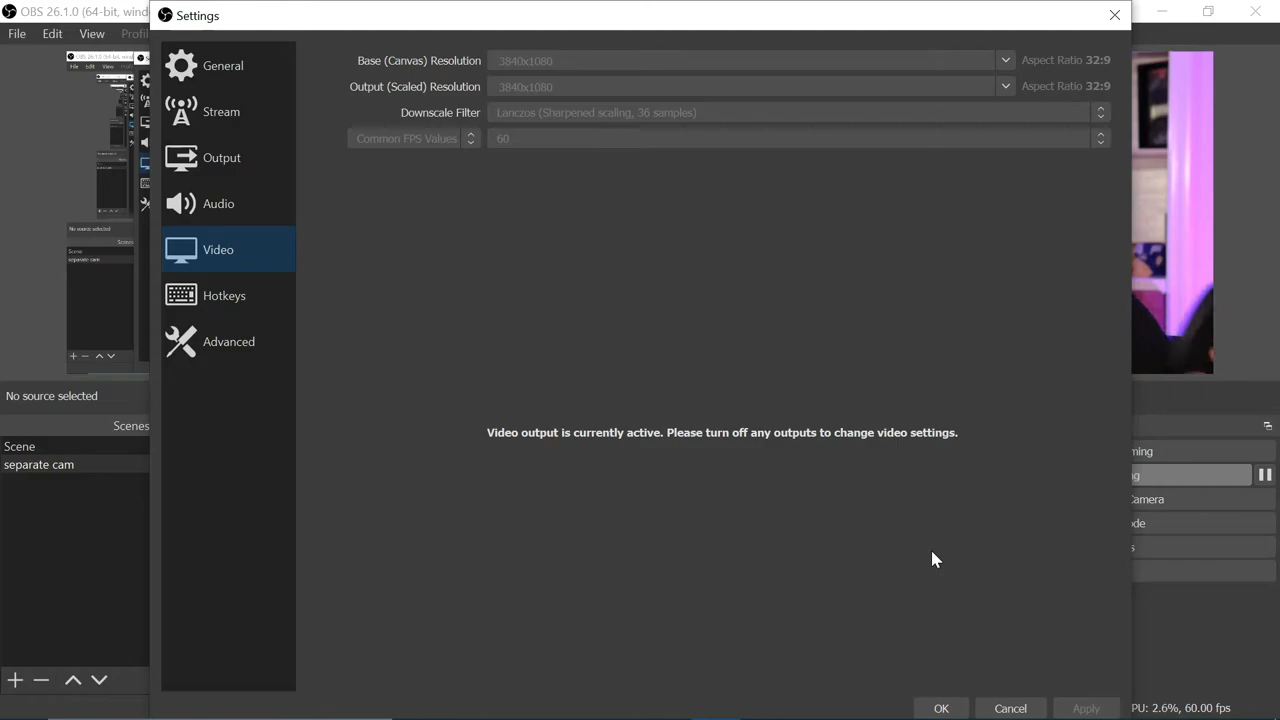 OBS 26.1.0 (64-bit, wind
File Edit View Profil
Settings
General
Stream
Output
Audio
Video
Hotkeys
Advanced
Base (Canvas) Resolution 3840x1080 Aspect Ratio 32:9
Output (Scaled) Resolution 3840x1080 Aspect Ratio 32:9
Downscale Filter Lanczos (Sharpened scaling, 36 samples)
Common FPS Values 60
Video output is currently active. Please turn off any outputs to change video settings.
No source selected
Scenes
Scene
separate cam
ming
g
Camera
ode
s
OK Cancel Apply
PU: 2.6%, 60.00 fps